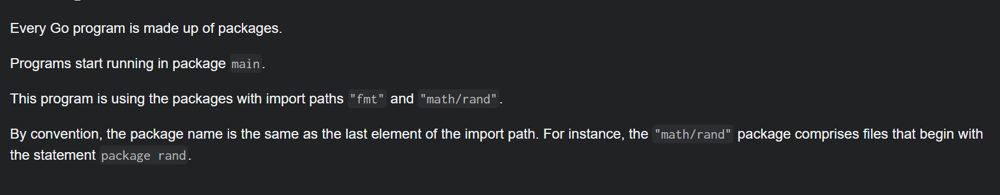 Every Go program is made up of packages.
Programs start running in package main.
This program is using the packages with import paths "fmt" and "math/rand".
By convention, the package name is the same as the last element of the import path. For instance, the "math/rand" package comprises files that begin with
the statement package rand.